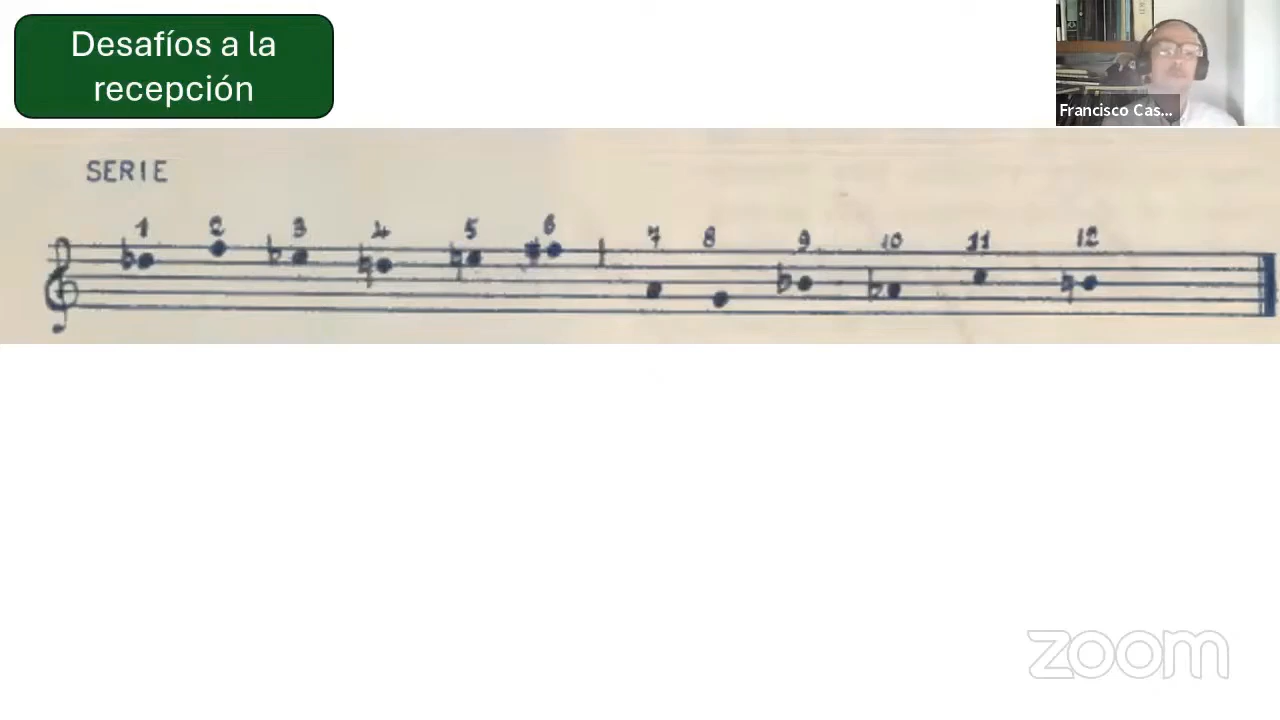 Desafíos a la
recepción
Francisco Cas...
SERIE
1 2 3 4 5 6 7 8 9 10 11 12
zoom